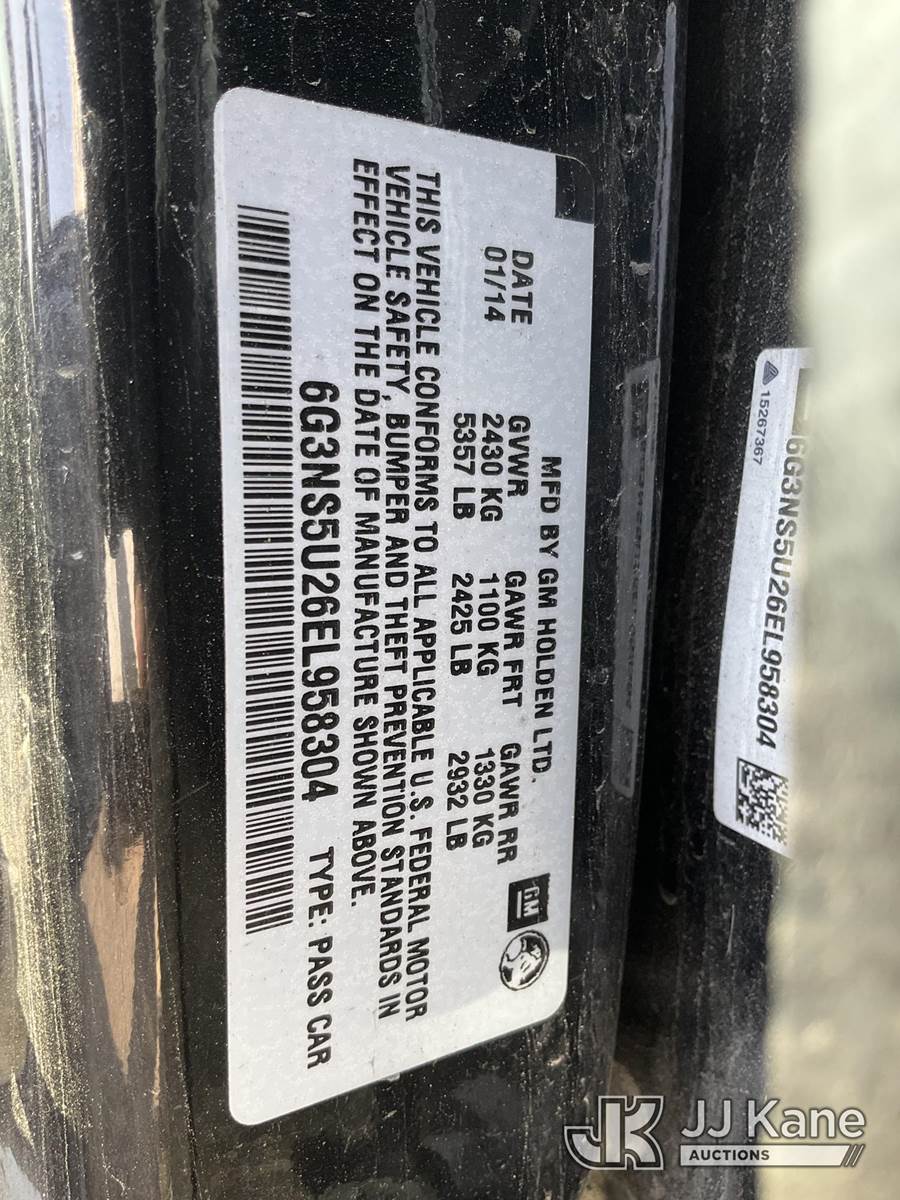 MFD BY GM HOLDEN LTD.
DATE GVWR GAWR FRT GAWR RR
01/14 2430 KG 1100 KG 1330 KG
5357 LB 2425 LB 2932 LB
GM
THIS VEHICLE CONFORMS TO ALL APPLICABLE U.S. FEDERAL MOTOR
VEHICLE SAFETY, BUMPER AND THEFT PREVENTION STANDARDS IN
EFFECT ON THE DATE OF MANUFACTURE SHOWN ABOVE.
6G3NS5U26EL958304 TYPE: PASS CAR
6G3NS5U26EL958304
15267367
JK JJ Kane
AUCTIONS